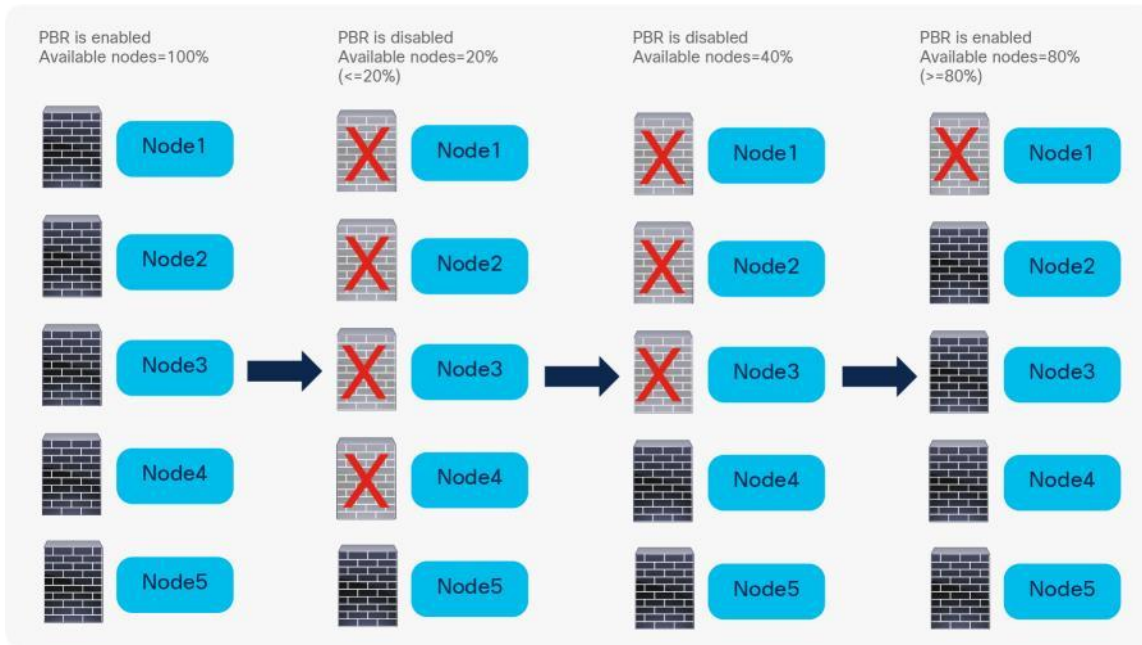 PBR is enabled
Available nodes=100%
PBR is disabled
Available nodes=20%
(<=20%)
PBR is disabled
Available nodes=40%
PBR is enabled
Available nodes=80%
(>=80%)
Node1
Node1
Node1
Node1
Node2
Node2
Node2
Node2
Node3
Node3
Node3
Node3
Node4
Node4
Node4
Node4
Node5
Node5
Node5
Node5